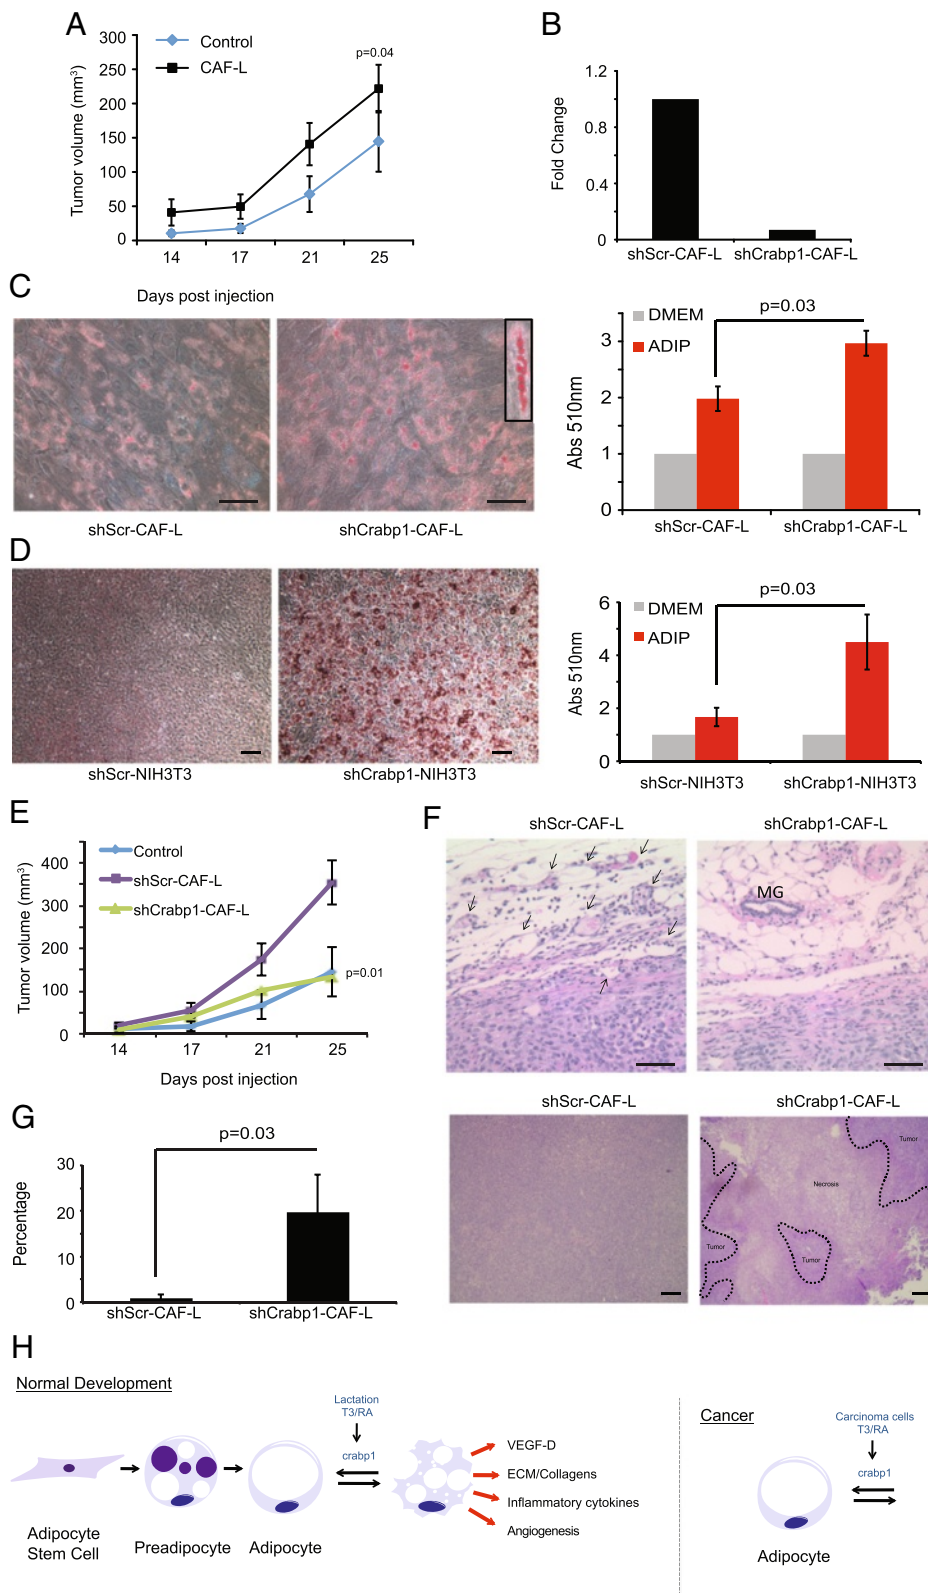 A
Control
CAF-L
p=0.04
Tumor volume (mm³)
300
250
200
150
100
50
0
14 17 21 25
Days post injection
B
Fold Change
1.2
0.8
0.4
0
shScr-CAF-L shCrabp1-CAF-L
C
shScr-CAF-L shCrabp1-CAF-L
DMEM
ADIP
p=0.03
Abs 510nm
3
2
1
0
shScr-CAF-L shCrabp1-CAF-L
D
shScr-NIH3T3 shCrabp1-NIH3T3
DMEM
ADIP
p=0.03
Abs 510nm
6
4
2
0
shScr-NIH3T3 shCrabp1-NIH3T3
E
Control
shScr-CAF-L
shCrabp1-CAF-L
p=0.01
Tumor volume (mm³)
400
300
200
100
0
14 17 21 25
Days post injection
F
shScr-CAF-L shCrabp1-CAF-L
MG
shScr-CAF-L shCrabp1-CAF-L
Tumor
Necrosis
Tumor
Tumor
G
p=0.03
Percentage
30
20
10
0
shScr-CAF-L shCrabp1-CAF-L
H
Normal Development
Lactation
T3/RA
crabp1
Adipocyte
Stem Cell
Preadipocyte
Adipocyte
VEGF-D
ECM/Collagens
Inflammatory cytokines
Angiogenesis
Cancer
Carcinoma cells
T3/RA
crabp1
Adipocyte